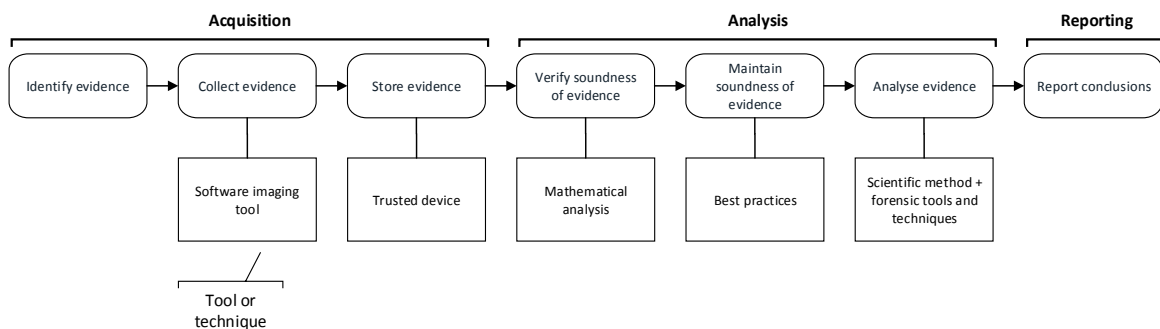 Acquisition
Analysis
Reporting
Identify evidence
Collect evidence
Store evidence
Verify soundness
of evidence
Maintain
soundness of
evidence
Analyse evidence
Report conclusions
Software imaging
tool
Trusted device
Mathematical
analysis
Best practices
Scientific method +
forensic tools and
techniques
Tool or
technique